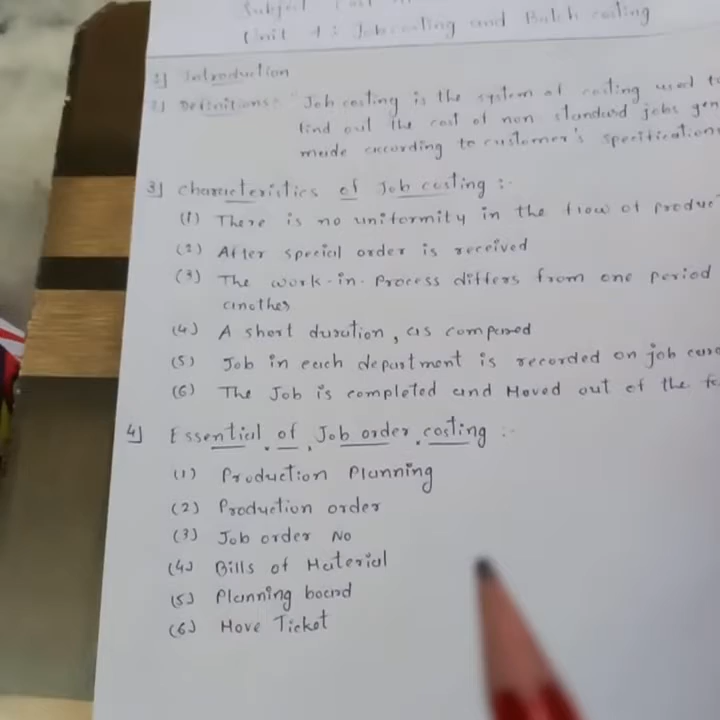 Subject
Unit 1: Job costing and Batch costing
1] Introduction
2] Definitions: "Job costing is the system of costing used to
find out the cost of non standard jobs gen
made according to customer's specification
3] Characteristics of Job costing :-
(1) There is no uniformity in the flow of produc
(2) After special order is received
(3) The work-in-Process differs from one period
another
(4) A short duration, as compared
(5) Job in each department is recorded on job card
(6) The Job is completed and Moved out of the
4] Essential of Job order costing :-
(1) Production Planning
(2) Production order
(3) Job order No
(4) Bills of Material
(5) Planning board
(6) Move Ticket